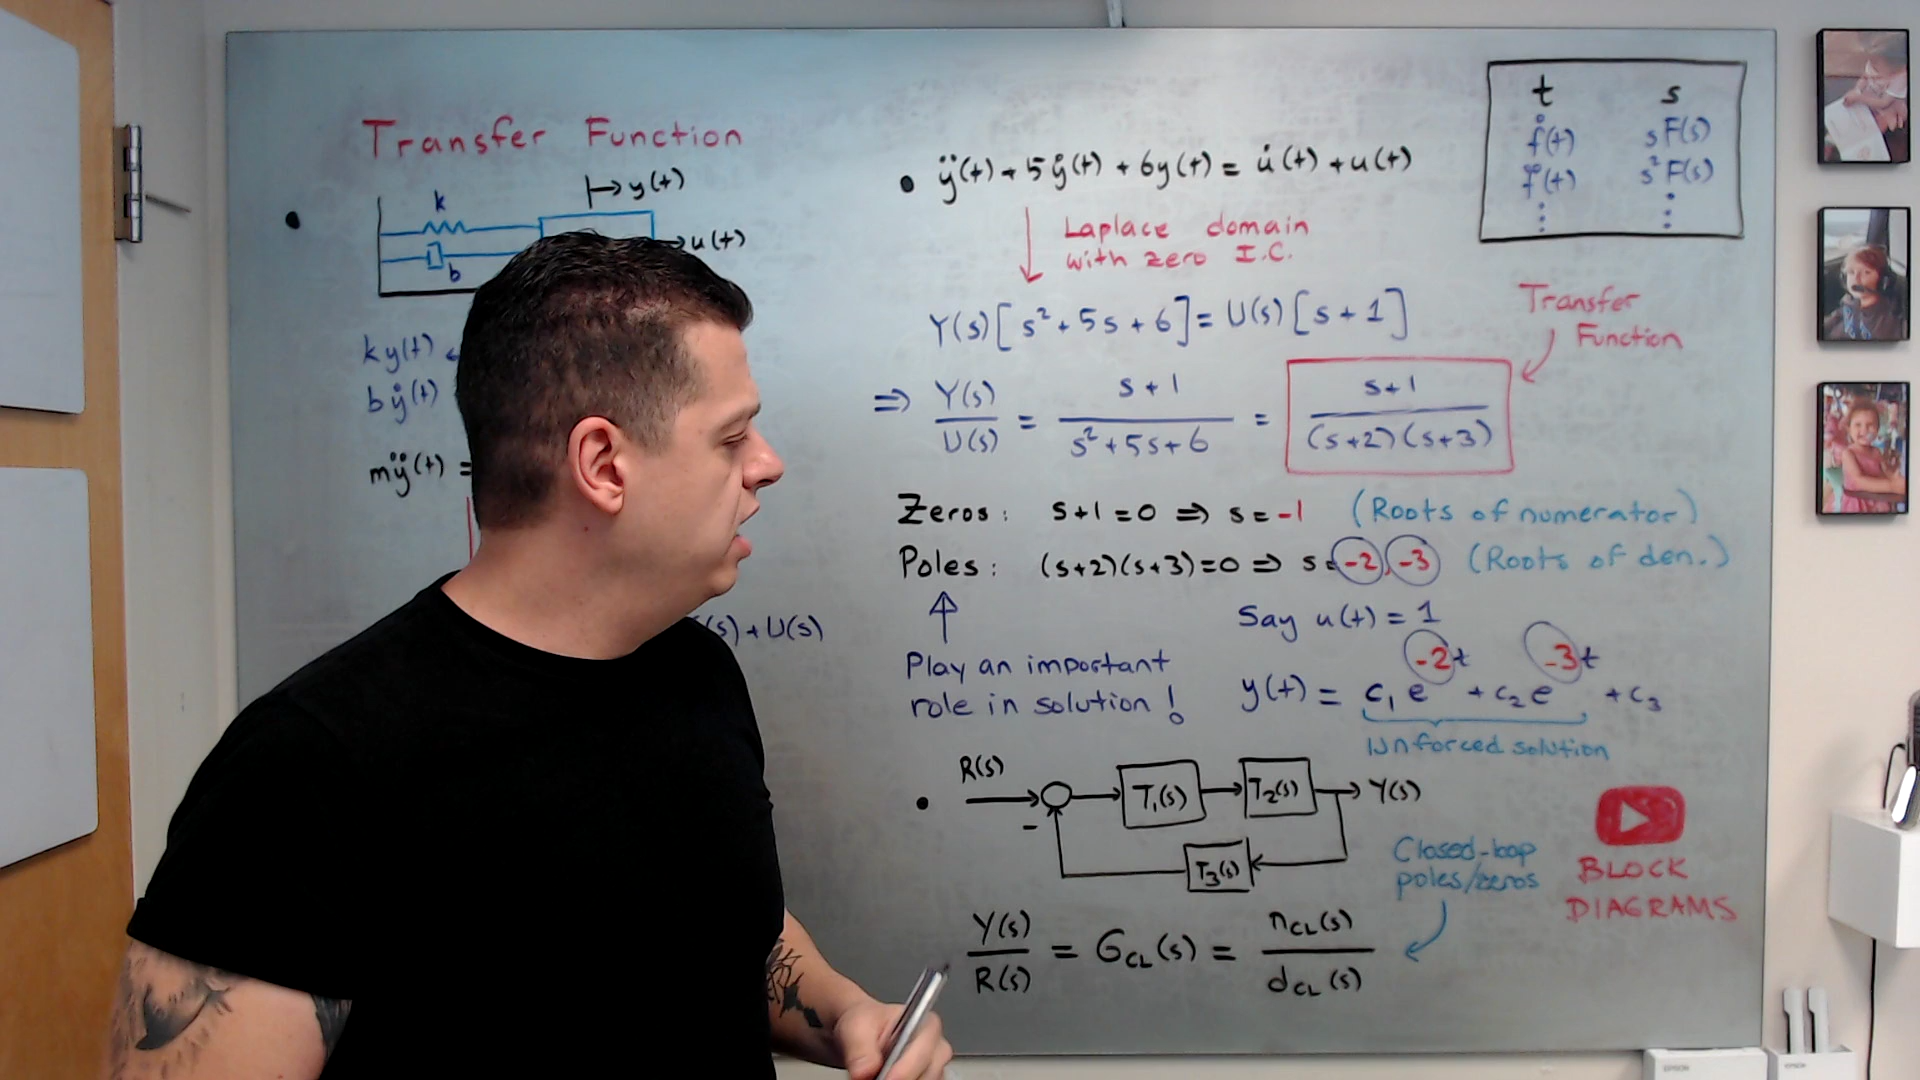 Transfer Function
y(t)
k
u(t)
b
ky(t)
bẏ(t)
mÿ(t) =
(s) + U(s)
ÿ(t) + 5ẏ(t) + 6y(t) = u̇(t) + u(t)
Laplace domain
with zero I.C.
Y(s)[s² + 5s + 6] = U(s)[s + 1]
⇒ Y(s)/U(s) = s + 1/s² + 5s + 6 = s + 1/(s+2)(s+3)
Transfer
Function
Zeros: s+1 = 0 ⇒ s = -1 (Roots of numerator)
Poles: (s+2)(s+3) = 0 ⇒ s = -2, -3 (Roots of den.)
Play an important
role in solution!
Say u(t) = 1
y(t) = c₁e^-2t + c₂e^-3t + c₃
Unforced solution
R(s)
T₁(s)
T₂(s)
Y(s)
-
T₃(s)
Closed-loop
poles/zeros
Y(s)/R(s) = G_CL(s) = n_CL(s)/d_CL(s)
BLOCK
DIAGRAMS
t s
ḟ(t) sF(s)
f̈(t) s²F(s)
⋮ ⋮
EPSON
EPSON